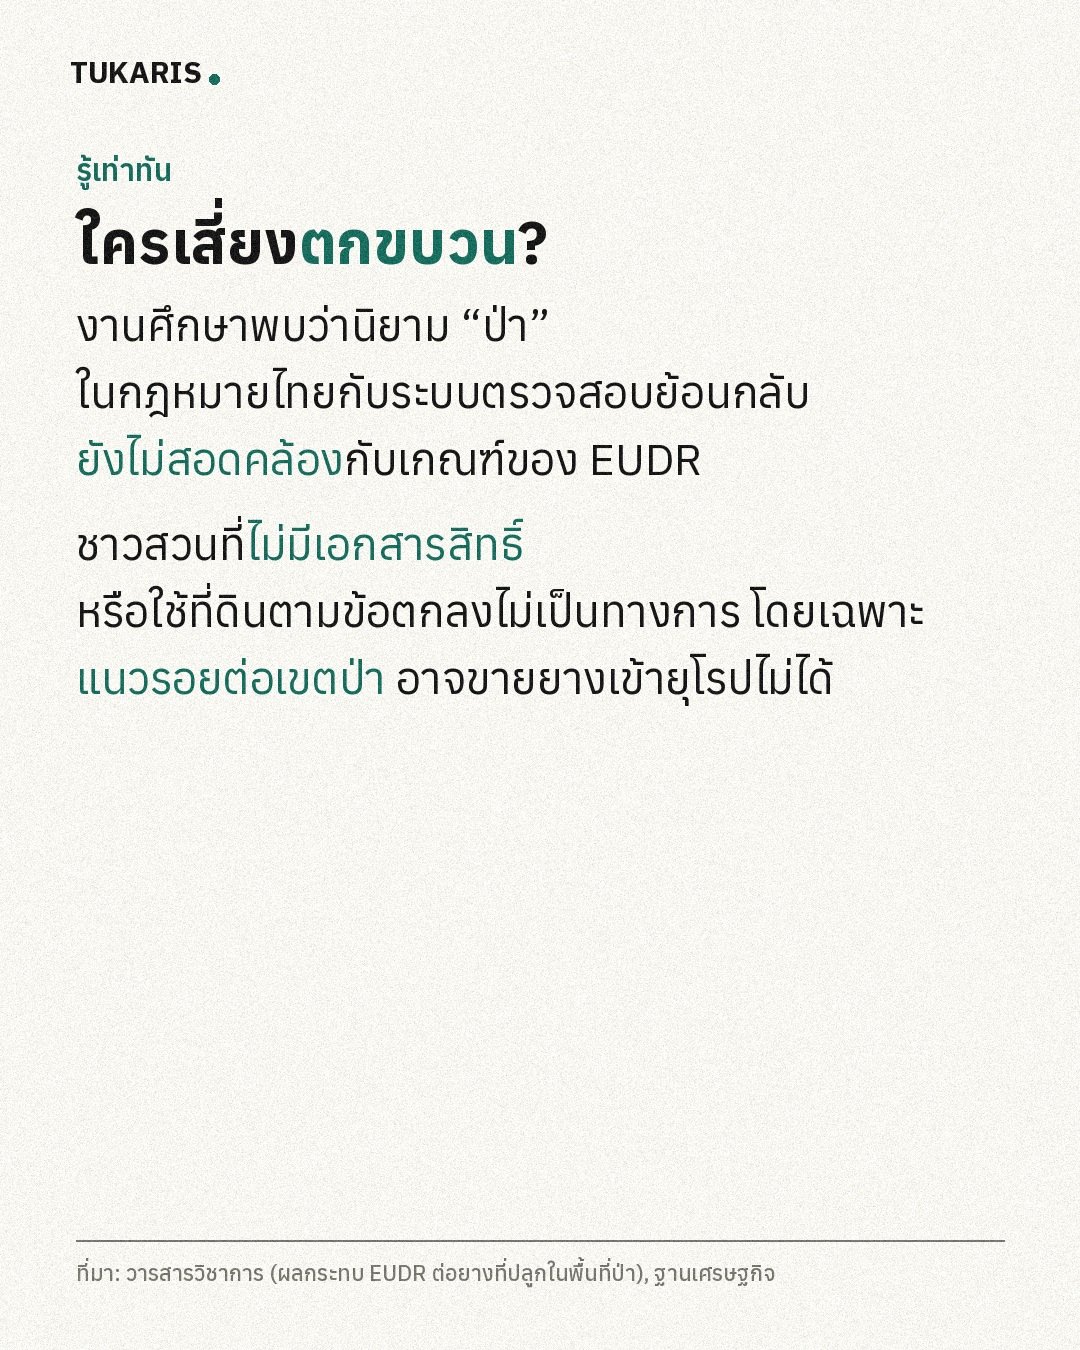 TUKARIS
รู้เท่าทัน
ใครเสี่ยงตกขบวน?
งานศึกษาพบว่านิยาม “ป่า”
ในกฎหมายไทยกับระบบตรวจสอบย้อนกลับ
ยังไม่สอดคล้องกับเกณฑ์ของ EUDR
ชาวสวนที่ไม่มีเอกสารสิทธิ์
หรือใช้ที่ดินตามข้อตกลงไม่เป็นทางการ โดยเฉพาะ
แนวรอยต่อเขตป่า อาจขายยางเข้ายุโรปไม่ได้
ที่มา: วารสารวิชาการ (ผลกระทบ EUDR ต่อยางที่ปลูกในพื้นที่ป่า), ฐานเศรษฐกิจ